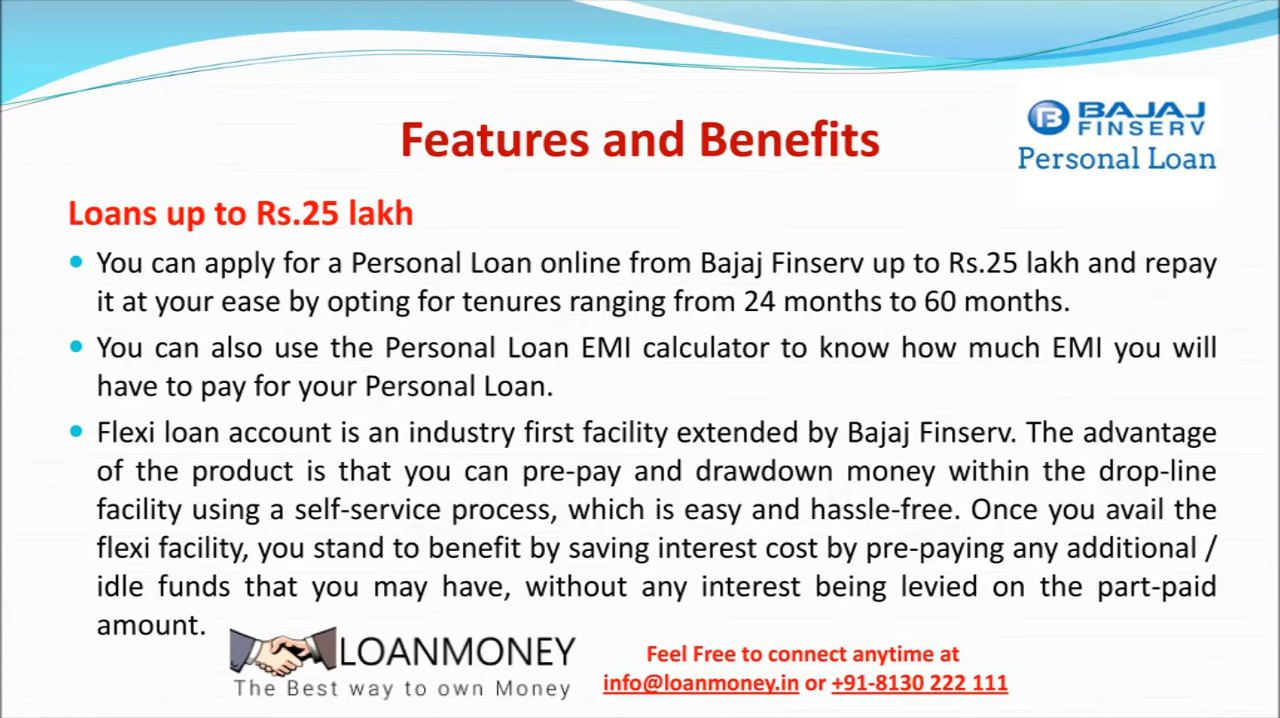 BAJAJ
FINSERV
Personal Loan
Features and Benefits
Loans up to Rs.25 lakh
• You can apply for a Personal Loan online from Bajaj Finserv up to Rs.25 lakh and repay
it at your ease by opting for tenures ranging from 24 months to 60 months.
• You can also use the Personal Loan EMI calculator to know how much EMI you will
have to pay for your Personal Loan.
• Flexi loan account is an industry first facility extended by Bajaj Finserv. The advantage
of the product is that you can pre-pay and drawdown money within the drop-line
facility using a self-service process, which is easy and hassle-free. Once you avail the
flexi facility, you stand to benefit by saving interest cost by pre-paying any additional /
idle funds that you may have, without any interest being levied on the part-paid
amount.
LOANMONEY
The Best way to own Money
Feel Free to connect anytime at
info@loanmoney.in or +91-8130 222 111